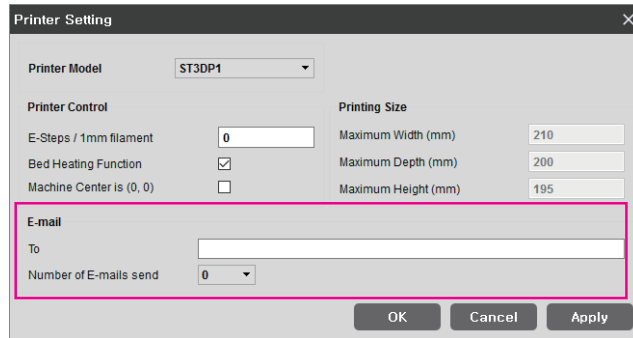 Printer Setting
Printer Model ST3DP1
Printer Control
E-Steps / 1mm filament 0
Bed Heating Function
Machine Center is (0, 0)
Printing Size
Maximum Width (mm) 210
Maximum Depth (mm) 200
Maximum Height (mm) 195
E-mail
To
Number of E-mails send 0
OK Cancel Apply